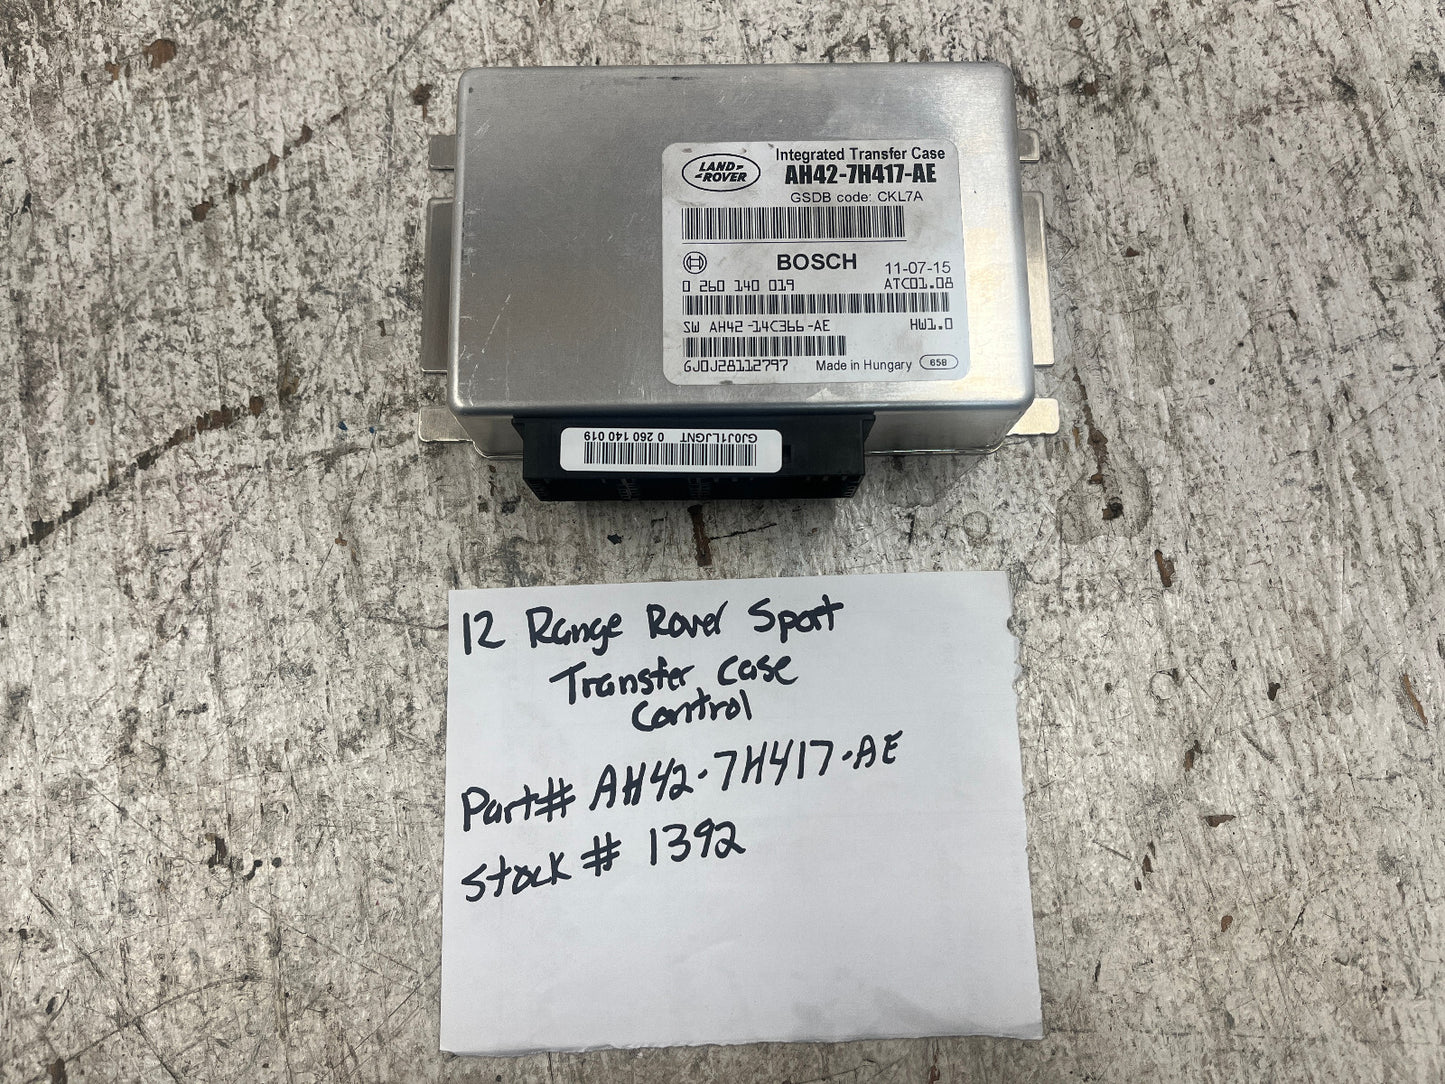 LAND-
-ROVER
Integrated Transfer Case
AH42-7H417-AE
GSDB code: CKL7A
BOSCH 11-07-15
0 260 140 019 ATC01.08
SW AH42-14C366-AE HW1.0
GJ0J28112797 Made in Hungary 658
GJ0J1LJGNT 0 260 140 019
12 Range Rover Sport
Transfer Case
Control
Part# AH42-7H417-AE
Stock # 1392